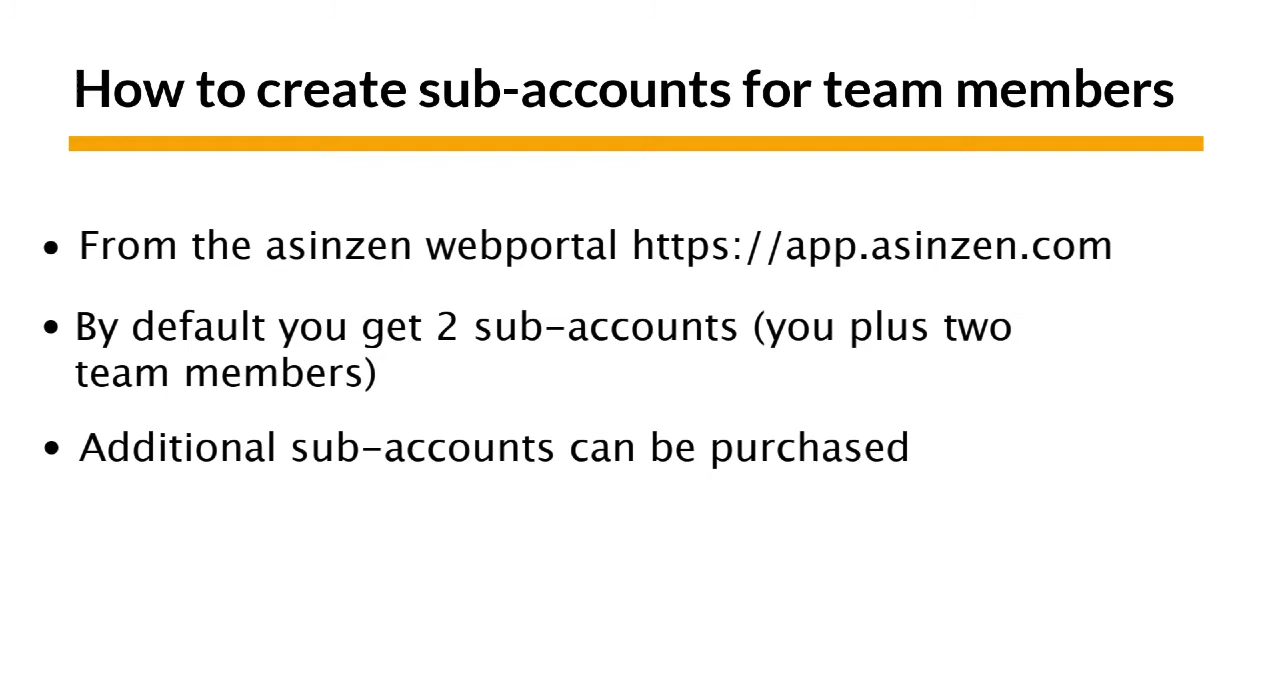 How to create sub-accounts for team members
• From the asinzen webportal https://app.asinzen.com
• By default you get 2 sub-accounts (you plus two
team members)
• Additional sub-accounts can be purchased